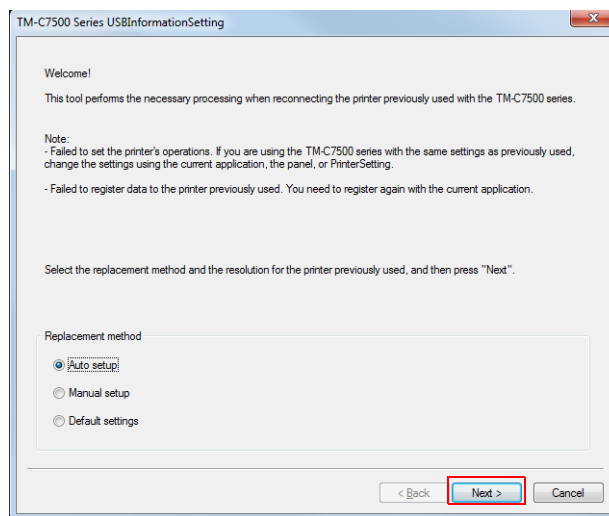 TM-C7500 Series USBInformationSetting
Welcome!
This tool performs the necessary processing when reconnecting the printer previously used with the TM-C7500 series.
Note:
- Failed to set the printer's operations. If you are using the TM-C7500 series with the same settings as previously used,
change the settings using the current application, the panel, or PrinterSetting.
- Failed to register data to the printer previously used. You need to register again with the current application.
Select the replacement method and the resolution for the printer previously used, and then press "Next".
Replacement method
Auto setup
Manual setup
Default settings
< Back Next > Cancel